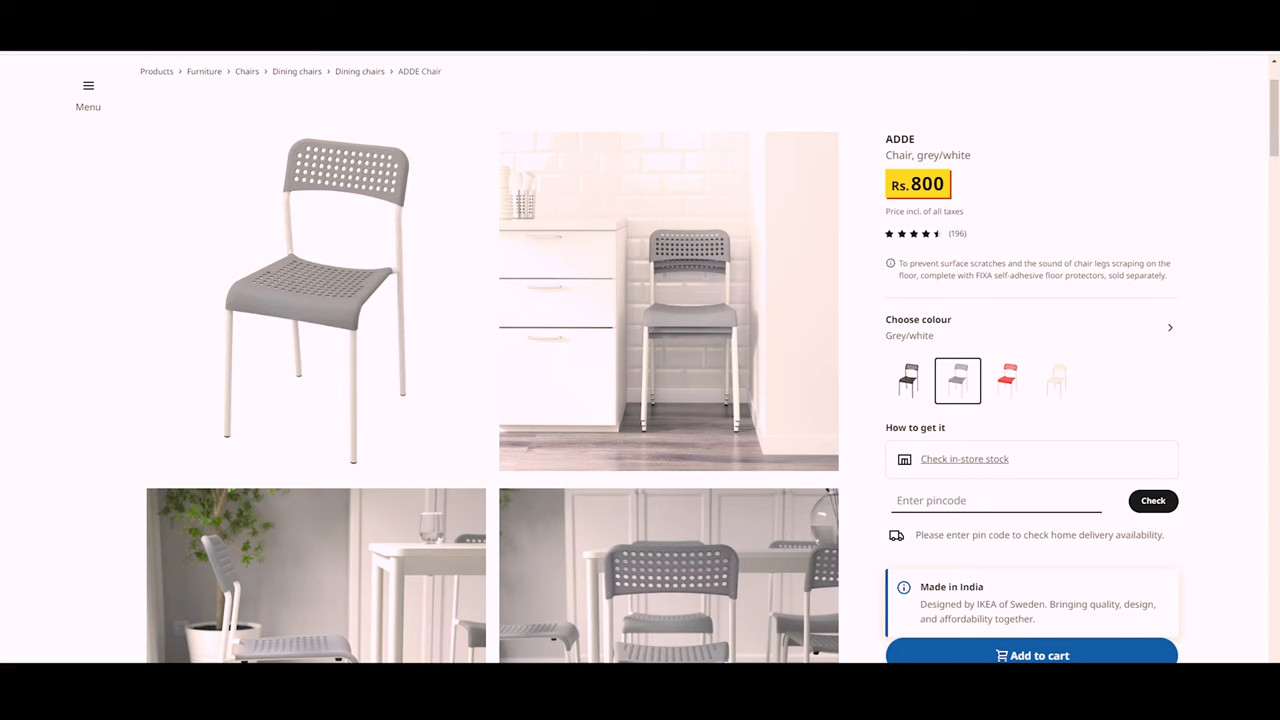 Products › Furniture › Chairs › Dining chairs › Dining chairs › ADDE Chair
Menu
ADDE
Chair, grey/white
Rs. 800
Price incl. of all taxes
(196)
To prevent surface scratches and the sound of chair legs scraping on the
floor, complete with FIXA self-adhesive floor protectors, sold separately.
Choose colour
Grey/white
How to get it
Check in-store stock
Enter pincode
Check
Please enter pin code to check home delivery availability.
Made in India
Designed by IKEA of Sweden. Bringing quality, design,
and affordability together.
Add to cart